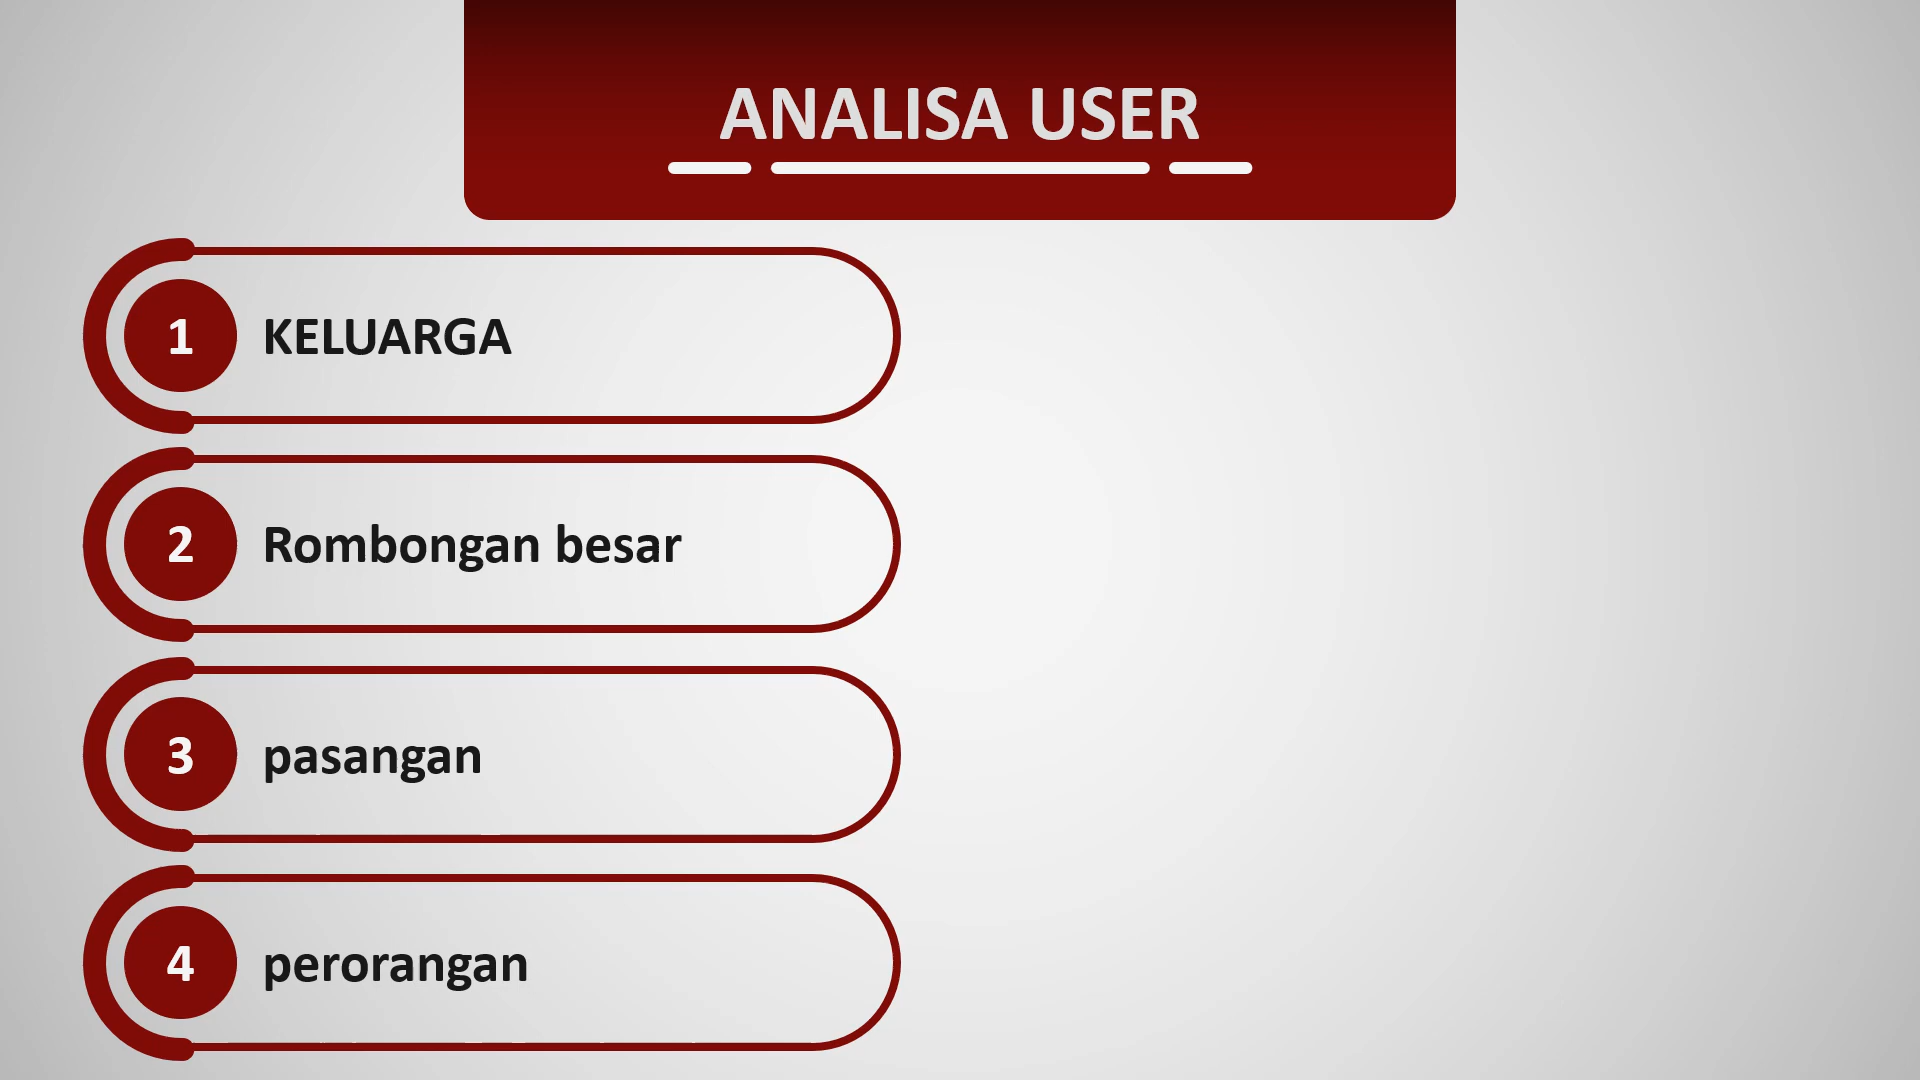 ANALISA USER
1 KELUARGA
2 Rombongan besar
3 pasangan
4 perorangan